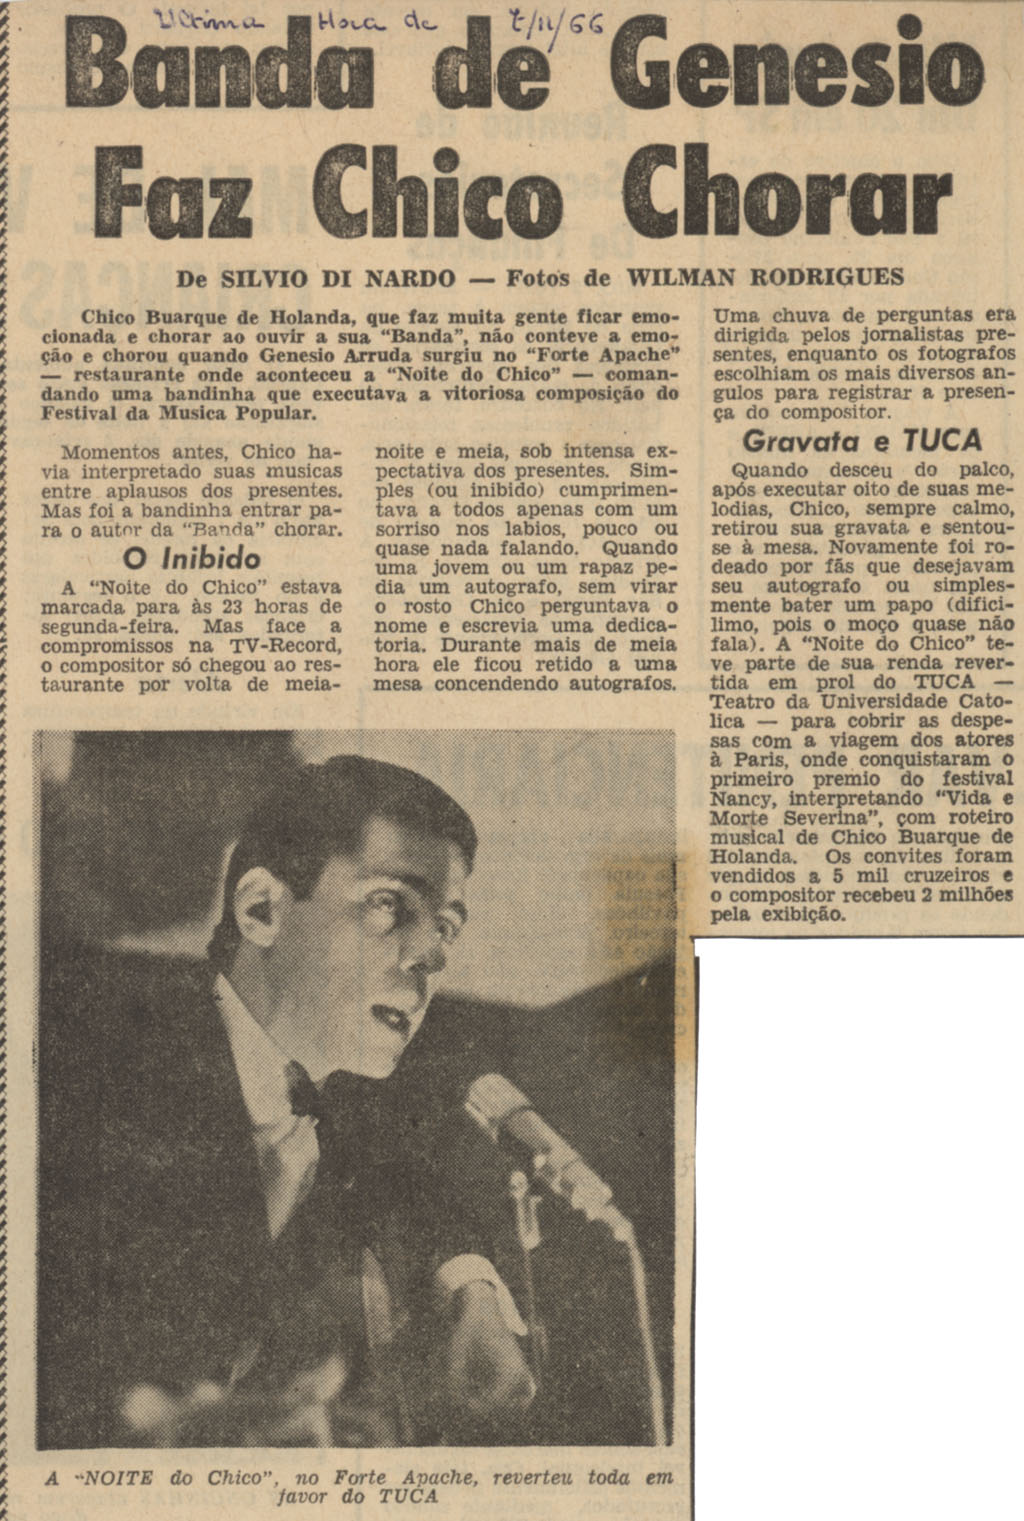 Ultima Hora de 7/11/66
Banda de Genesio
Faz Chico Chorar
De SILVIO DI NARDO — Fotos de WILMAN RODRIGUES
Chico Buarque de Holanda, que faz muita gente ficar emo-
cionada e chorar ao ouvir a sua "Banda", não conteve a emo-
ção e chorou quando Genesio Arruda surgiu no "Forte Apache"
— restaurante onde aconteceu a "Noite do Chico" — coman-
dando uma bandinha que executava a vitoriosa composição do
Festival da Musica Popular.
Momentos antes, Chico ha-
via interpretado suas musicas
entre aplausos dos presentes.
Mas foi a bandinha entrar pa-
ra o autor da "Banda" chorar.
O Inibido
A "Noite do Chico" estava
marcada para às 23 horas de
segunda-feira. Mas face a
compromissos na TV-Record,
o compositor só chegou ao res-
taurante por volta de meia-
noite e meia, sob intensa ex-
pectativa dos presentes. Sim-
ples (ou inibido) cumprimen-
tava a todos apenas com um
sorriso nos labios, pouco ou
quase nada falando. Quando
uma jovem ou um rapaz pe-
dia um autografo, sem virar
o rosto Chico perguntava o
nome e escrevia uma dedica-
toria. Durante mais de meia
hora ele ficou retido a uma
mesa concendendo autografos.
Uma chuva de perguntas era
dirigida pelos jornalistas pre-
sentes, enquanto os fotografos
escolhiam os mais diversos an-
gulos para registrar a presen-
ça do compositor.
Gravata e TUCA
Quando desceu do palco,
após executar oito de suas me-
lodias, Chico, sempre calmo,
retirou sua gravata e sentou-
se à mesa. Novamente foi ro-
deado por fãs que desejavam
seu autografo ou simples-
mente bater um papo (dificí-
limo, pois o moço quase não
fala). A "Noite do Chico" te-
ve parte de sua renda rever-
tida em prol do TUCA —
Teatro da Universidade Cato-
lica — para cobrir as despe-
sas com a viagem dos atores
à Paris, onde conquistaram o
primeiro premio do festival
Nancy, interpretando "Vida e
Morte Severina", com roteiro
musical de Chico Buarque de
Holanda. Os convites foram
vendidos a 5 mil cruzeiros e
o compositor recebeu 2 milhões
pela exibição.
A "NOITE do Chico", no Forte Apache, reverteu toda em
favor do TUCA